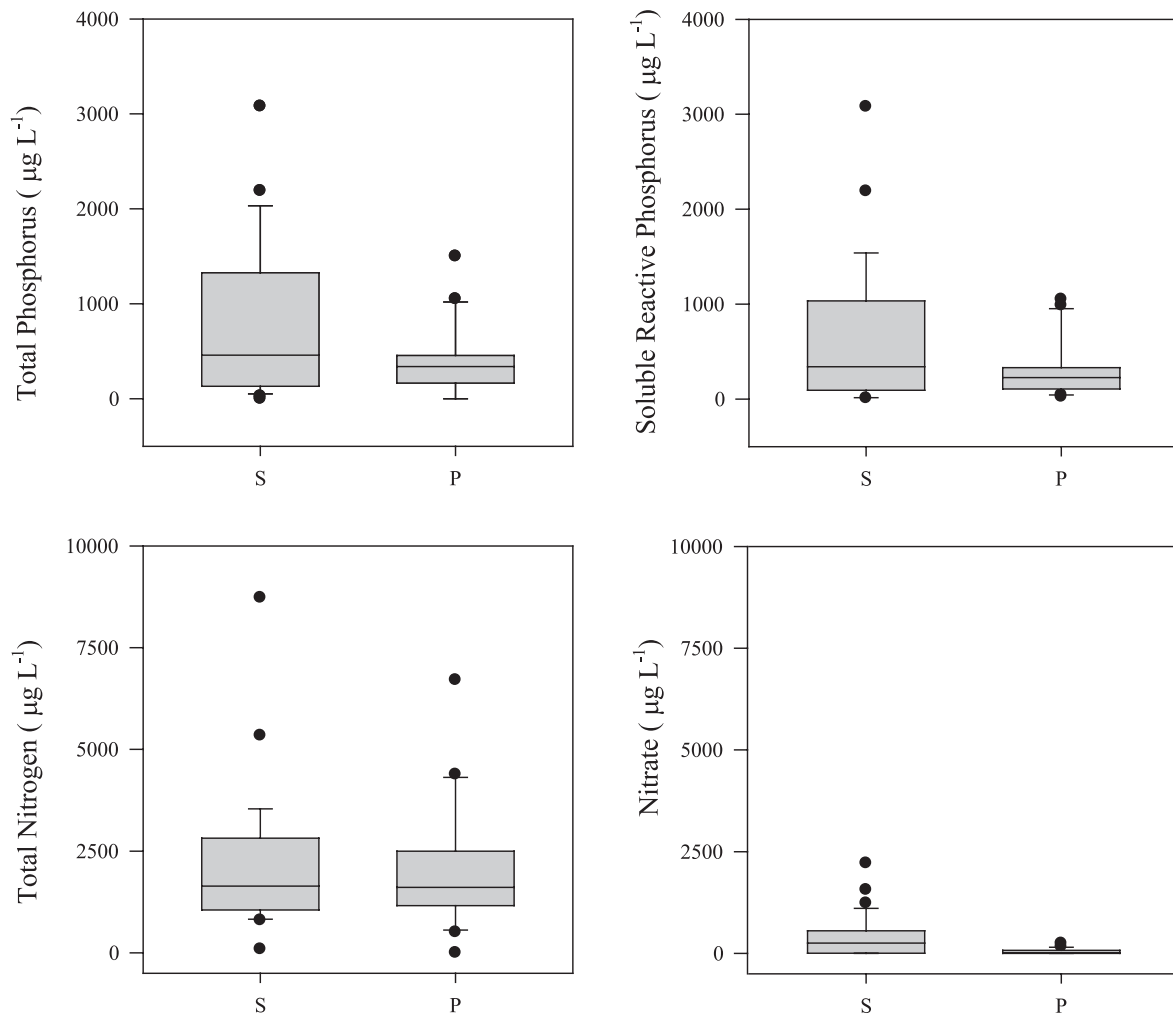 Total Phosphorus ( µg L-1)
4000
3000
2000
1000
0
S P
Soluble Reactive Phosphorus ( µg L-1)
4000
3000
2000
1000
0
S P
Total Nitrogen ( µg L-1)
10000
7500
5000
2500
0
S P
Nitrate ( µg L-1)
10000
7500
5000
2500
0
S P